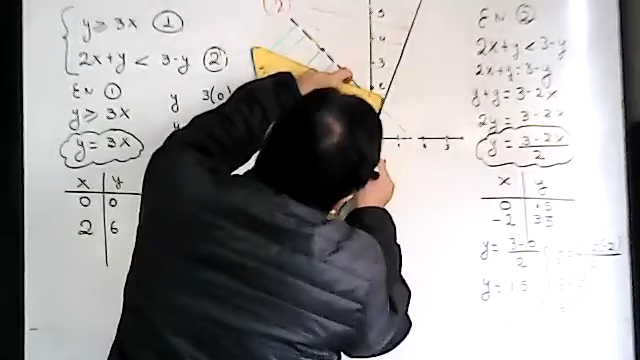 y ≥ 3x ①
2x+y < 3-y ②
EN ①
y ≥ 3x
y = 3x
x y
0 0
2 6
y 3(0)
EN ②
2x+y < 3-y
2x+y = 3-y
y+y = 3-2x
2y = 3-2x
y = 3-2x / 2
x y
0 1.5
-2 3.5
y = 3-0 / 2
y = 1.5